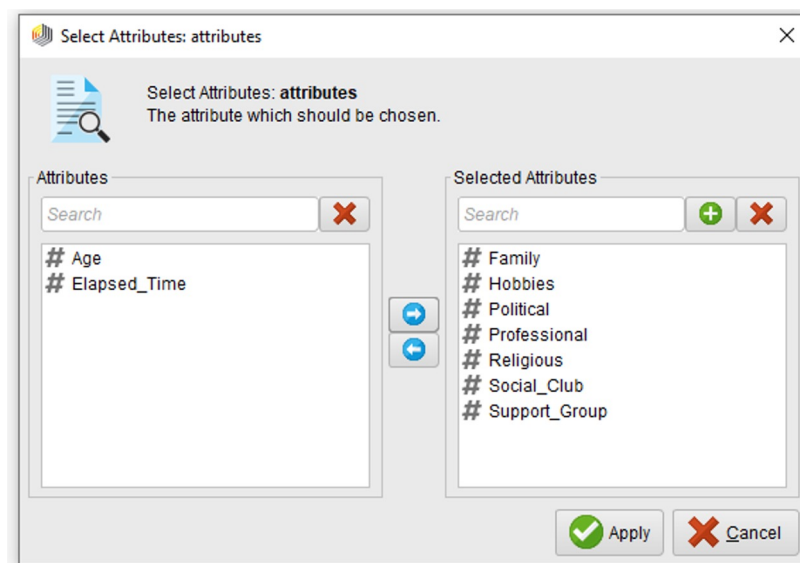 Select Attributes: attributes
Select Attributes: attributes
The attribute which should be chosen.
Attributes
Search
# Age
# Elapsed_Time
Selected Attributes
Search
# Family
# Hobbies
# Political
# Professional
# Religious
# Social_Club
# Support_Group
Apply
Cancel